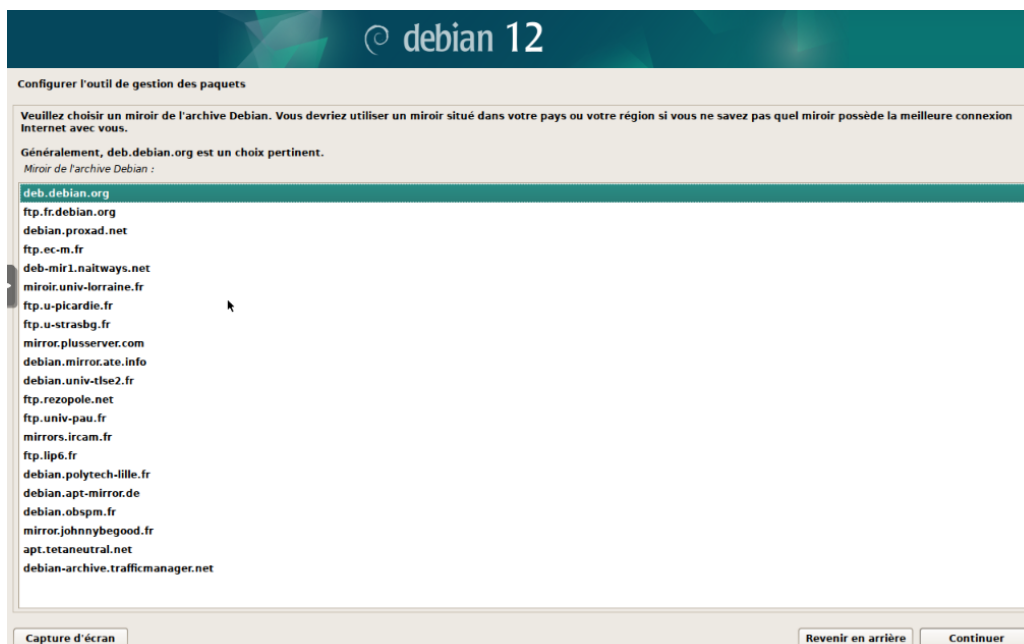 debian 12
Configurer l'outil de gestion des paquets
Veuillez choisir un miroir de l'archive Debian. Vous devriez utiliser un miroir situé dans votre pays ou votre région si vous ne savez pas quel miroir possède la meilleure connexion
Internet avec vous.
Généralement, deb.debian.org est un choix pertinent.
Miroir de l'archive Debian :
deb.debian.org
ftp.fr.debian.org
debian.proxad.net
ftp.ec-m.fr
deb-mir1.naitways.net
miroir.univ-lorraine.fr
ftp.u-picardie.fr
ftp.u-strasbg.fr
mirror.plusserver.com
debian.mirror.ate.info
debian.univ-tlse2.fr
ftp.rezopole.net
ftp.univ-pau.fr
mirrors.ircam.fr
ftp.lip6.fr
debian.polytech-lille.fr
debian.apt-mirror.de
debian.obspm.fr
mirror.johnnybegood.fr
apt.tetaneutral.net
debian-archive.trafficmanager.net
Capture d'écran Revenir en arrière Continuer